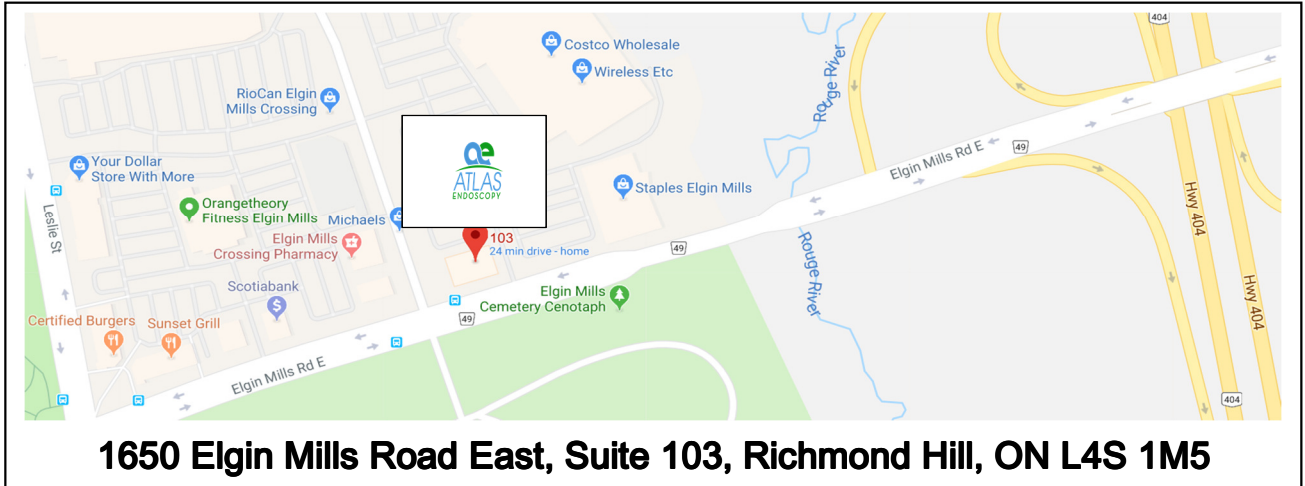 404
Costco Wholesale
Wireless Etc
Rouge River
RioCan Elgin
Mills Crossing
ae
ATLAS
ENDOSCOPY
Elgin Mills Rd E
49
Your Dollar
Store With More
Staples Elgin Mills
Orangetheory
Fitness Elgin Mills
Michaels
Leslie St
Hwy 404
103
24 min drive - home
Elgin Mills
Crossing Pharmacy
49
Rouge River
Hwy 404
Scotiabank
Elgin Mills
Cemetery Cenotaph
49
Certified Burgers
Sunset Grill
Elgin Mills Rd E
404
1650 Elgin Mills Road East, Suite 103, Richmond Hill, ON L4S 1M5